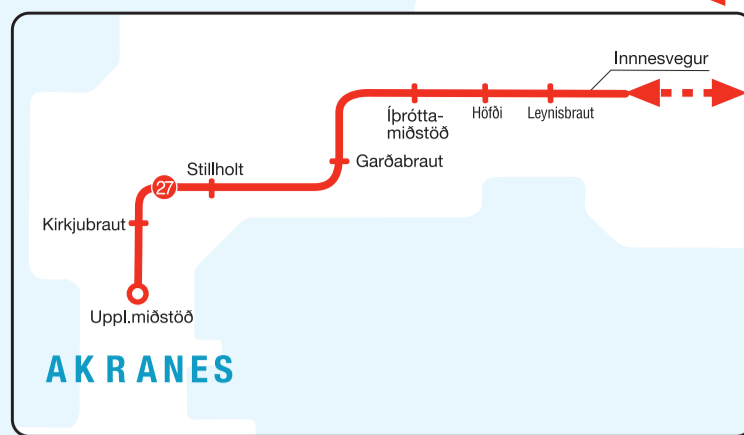 Innnesvegur
Íþrótta-
miðstöð
Höfði
Leynisbraut
Garðabraut
Stillholt
27
Kirkjubraut
Uppl.miðstöð
AKRANES